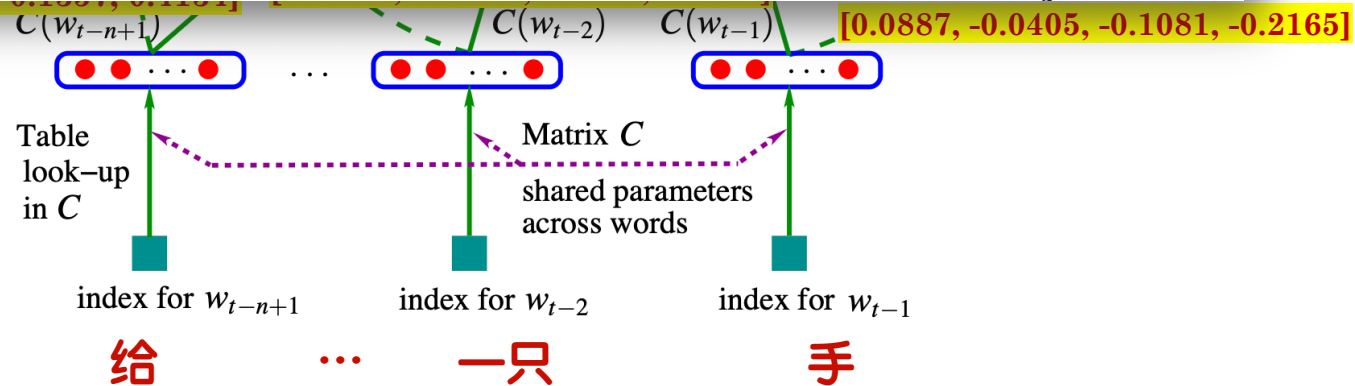 C(w_{t-n+1}) C(w_{t-2}) C(w_{t-1}) [0.0887, -0.0405, -0.1081, -0.2165]
... ... ... ...
Table
look-up
in C
Matrix C
shared parameters
across words
index for w_{t-n+1} index for w_{t-2} index for w_{t-1}
给 ... 一只 手